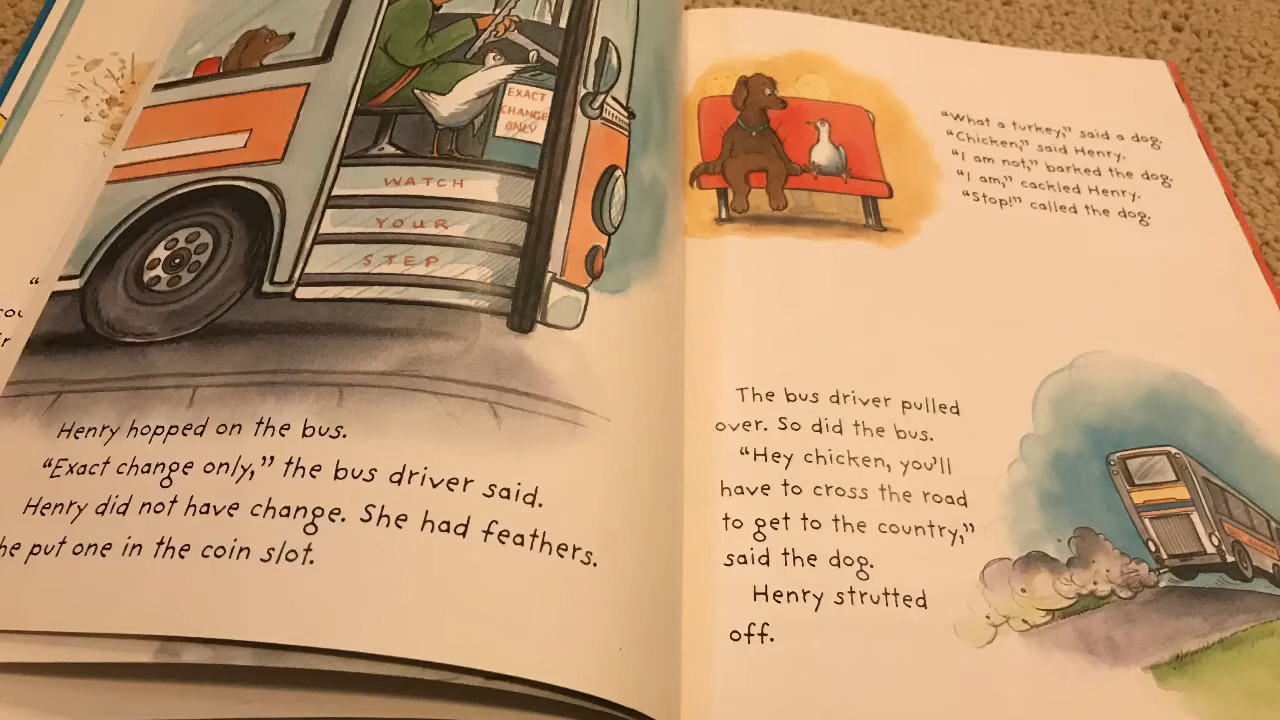 EXACT
CHANGE
ONLY
WATCH
YOUR
STEP
Henry hopped on the bus.
“Exact change only,” the bus driver said.
Henry did not have change. She had feathers.
put one in the coin slot.
“What a turkey,” said a dog.
“Chicken,” said Henry.
“I am not,” barked the dog.
“I am,” cackled Henry.
“Stop!” called the dog.
The bus driver pulled
over. So did the bus.
“Hey chicken, you’ll
have to cross the road
to get to the country,”
said the dog.
Henry strutted
off.